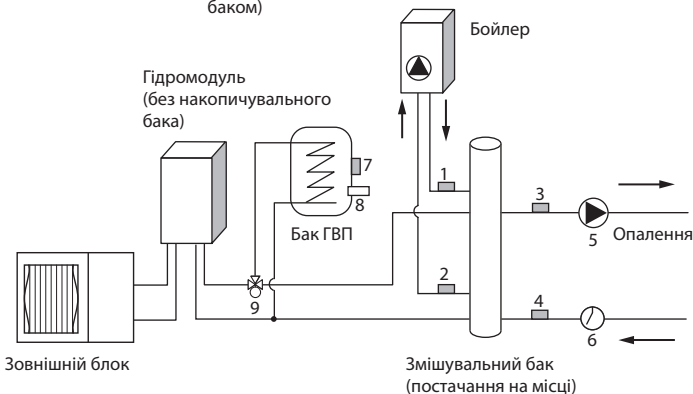 баком)
Бойлер
Гідромодуль
(без накопичувального
бака)
7
1
8
3
Бак ГВП
5
Опалення
2
9
4
6
Зовнішній блок
Змішувальний бак
(постачання на місці)